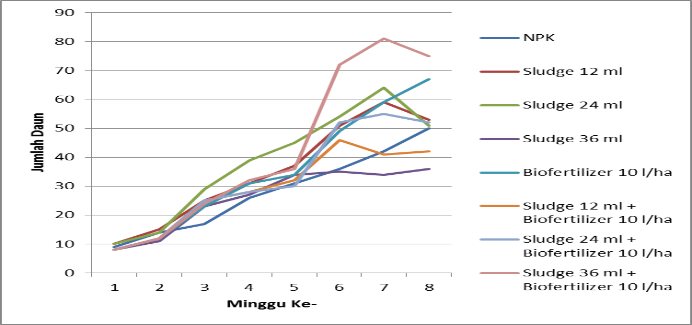 90
80
70
60
50
40
30
20
10
0
Jumlah Daun
1 2 3 4 5 6 7 8
Minggu Ke-
NPK
Sludge 12 ml
Sludge 24 ml
Sludge 36 ml
Biofertilizer 10 l/ha
Sludge 12 ml +
Biofertilizer 10 l/ha
Sludge 24 ml +
Biofertilizer 10 l/ha
Sludge 36 ml +
Biofertilizer 10 l/ha